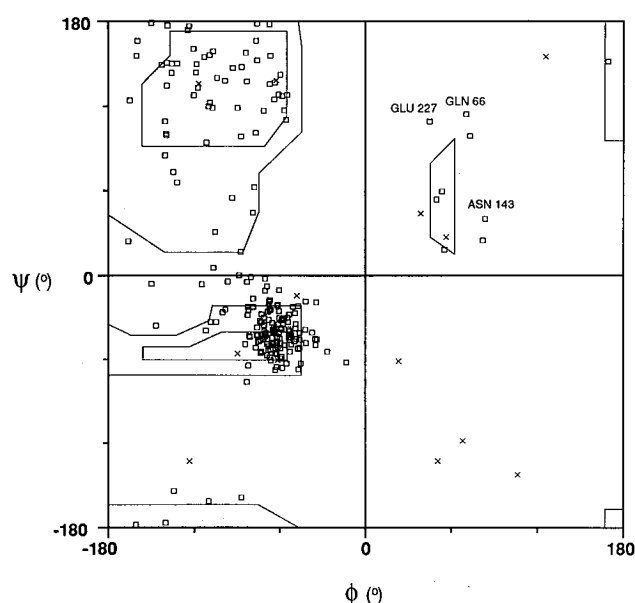 180
GLU 227 GLN 66
ASN 143
ψ (o)
0
-180
-180 0 180
ϕ (o)